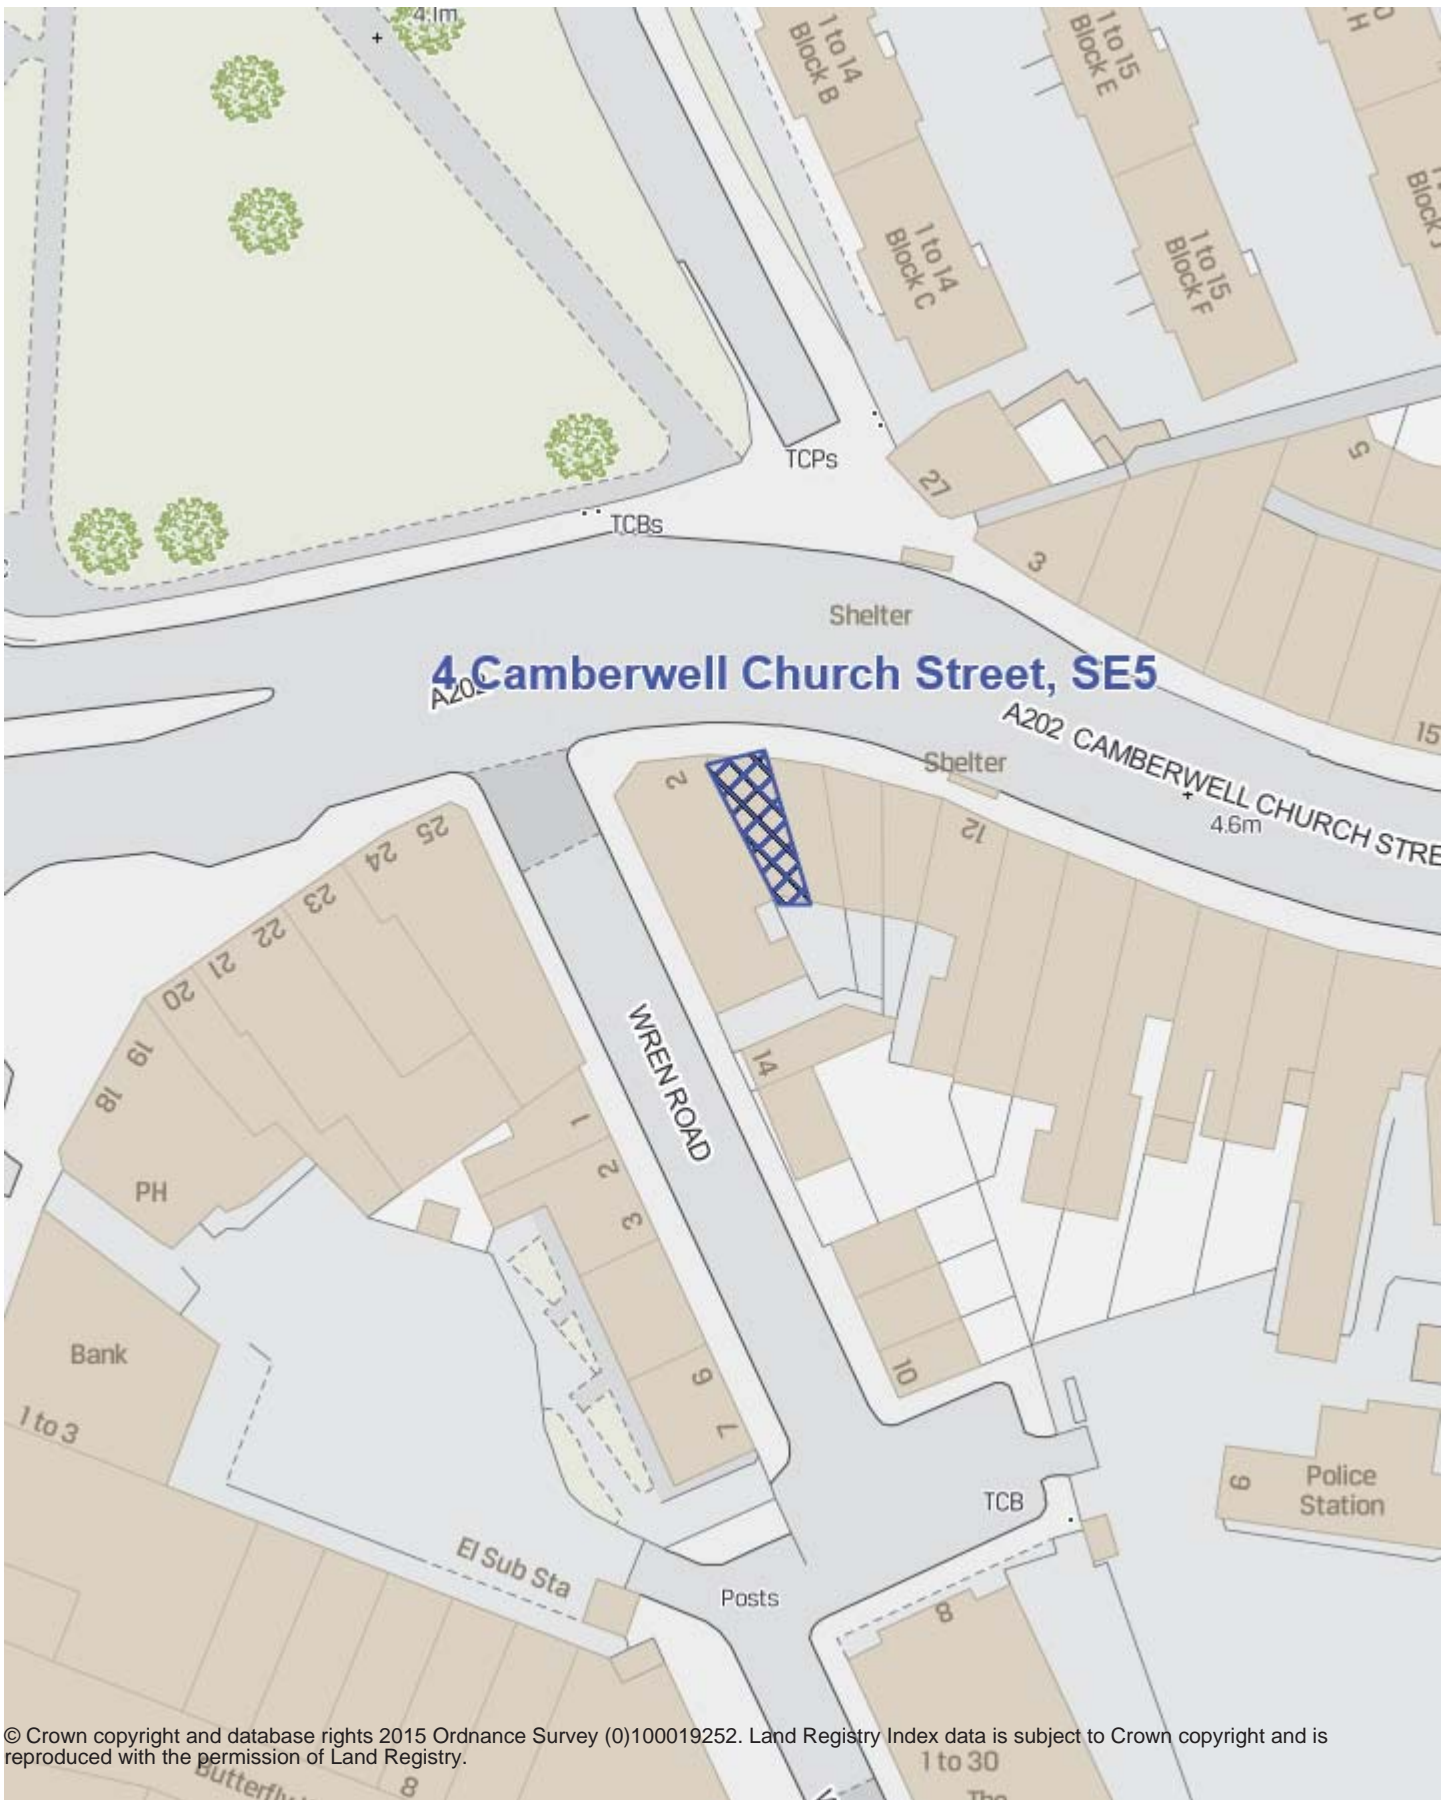 4.1m
1 to 14
Block B
1 to 15
Block E
1 to 14
Block C
1 to 15
Block F
Block J
5
TCPs
27
TCBs
3
Shelter
4 Camberwell Church Street, SE5
A202
A202 CAMBERWELL CHURCH STRE
15
2
Shelter
4.6m
12
25
24
23
22
21
20
19
18
WREN ROAD
14
1
2
3
PH
Bank
1 to 3
6
7
10
TCB
9
Police
Station
El Sub Sta
Posts
8
© Crown copyright and database rights 2015 Ordnance Survey (0)100019252. Land Registry Index data is subject to Crown copyright and is
reproduced with the permission of Land Registry.
1 to 30
The
Butterfly
8